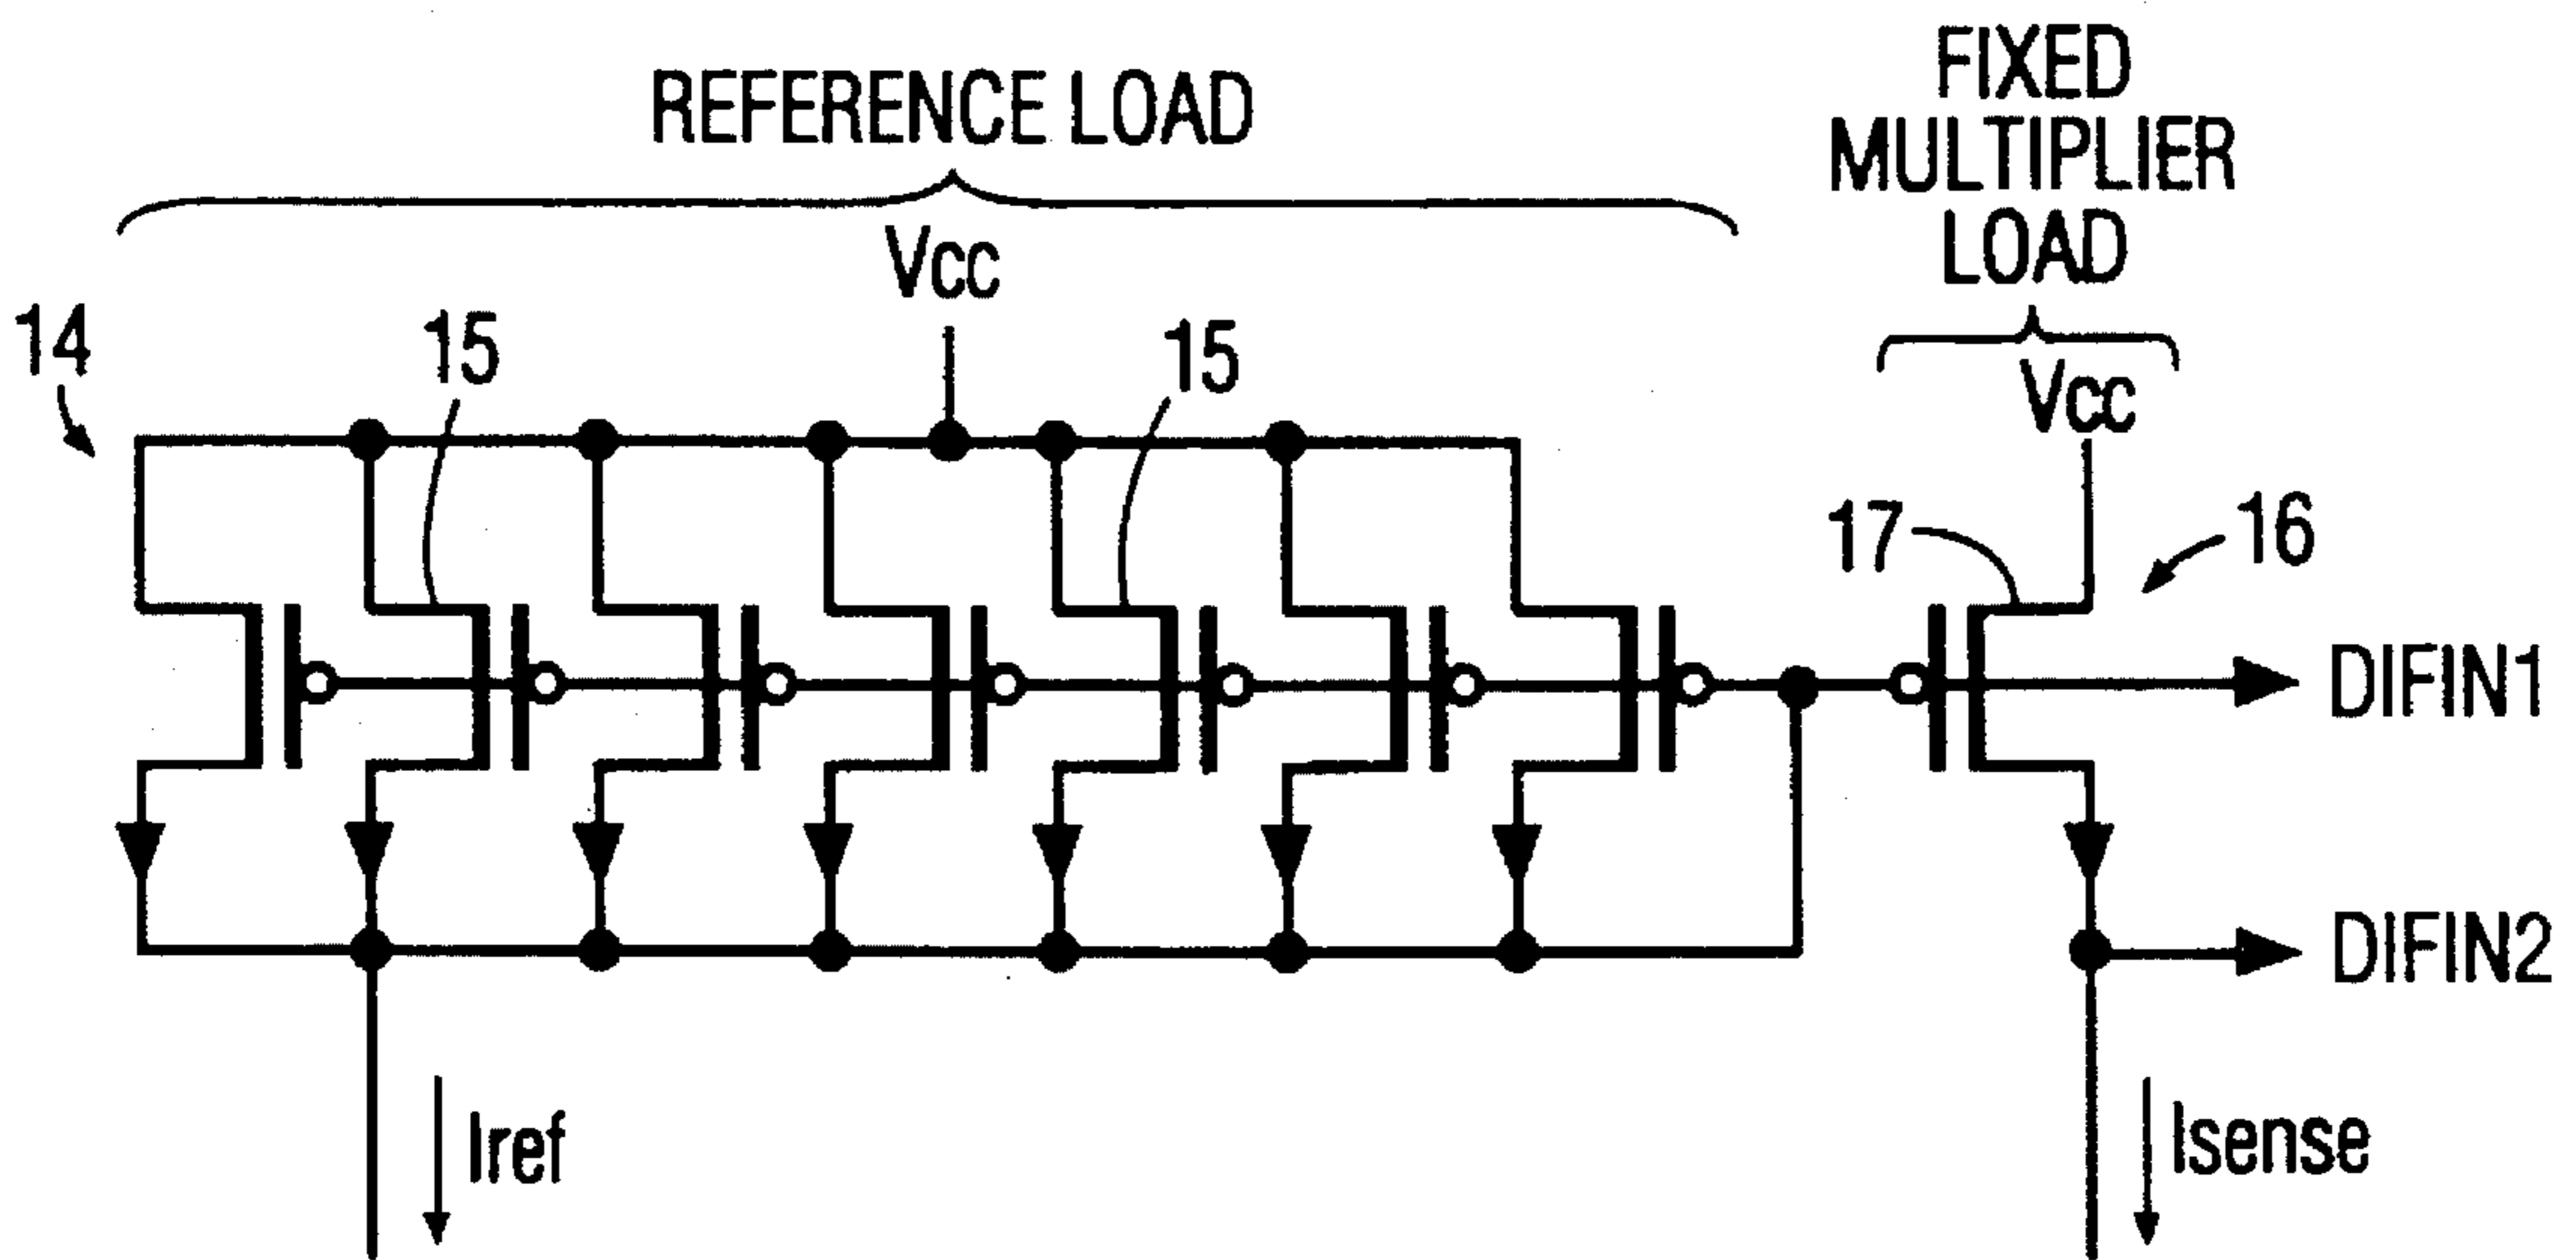 REFERENCE LOAD
FIXED
MULTIPLIER
LOAD
Vcc
Vcc
14
15
15
17
16
DIFIN1
DIFIN2
Iref
Isense